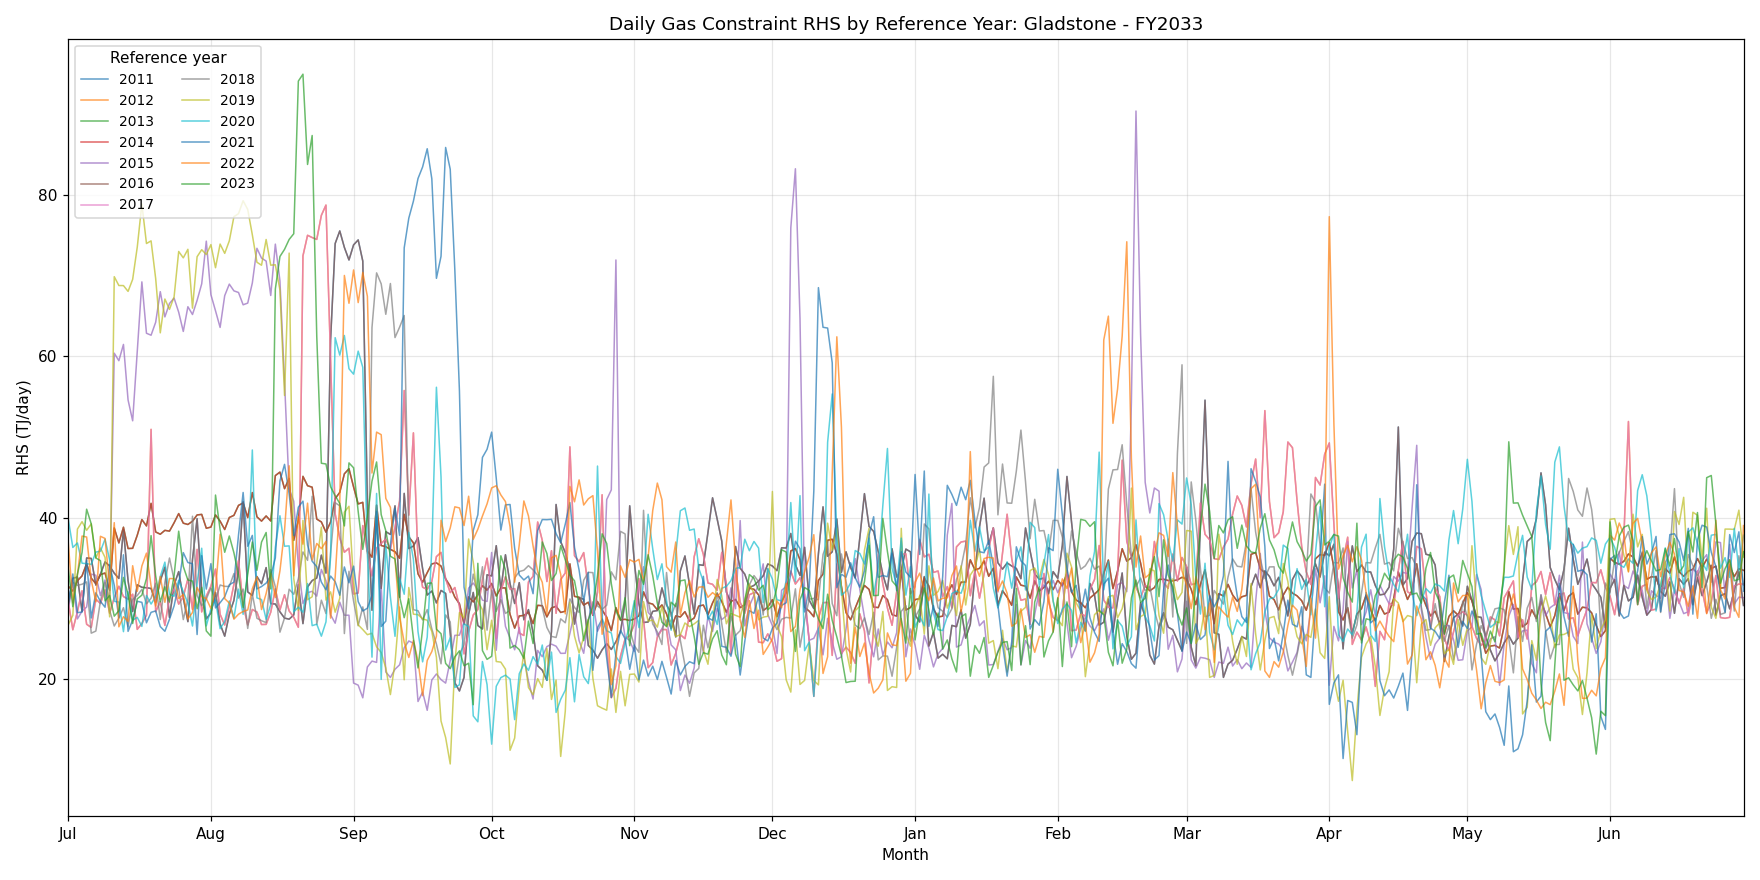 Daily Gas Constraint RHS by Reference Year: Gladstone - FY2033
Reference year
2011
2012
2013
2014
2015
2016
2017
2018
2019
2020
2021
2022
2023
80
60
40
20
RHS (TJ/day)
Jul
Aug
Sep
Oct
Nov
Dec
Jan
Feb
Mar
Apr
May
Jun
Month